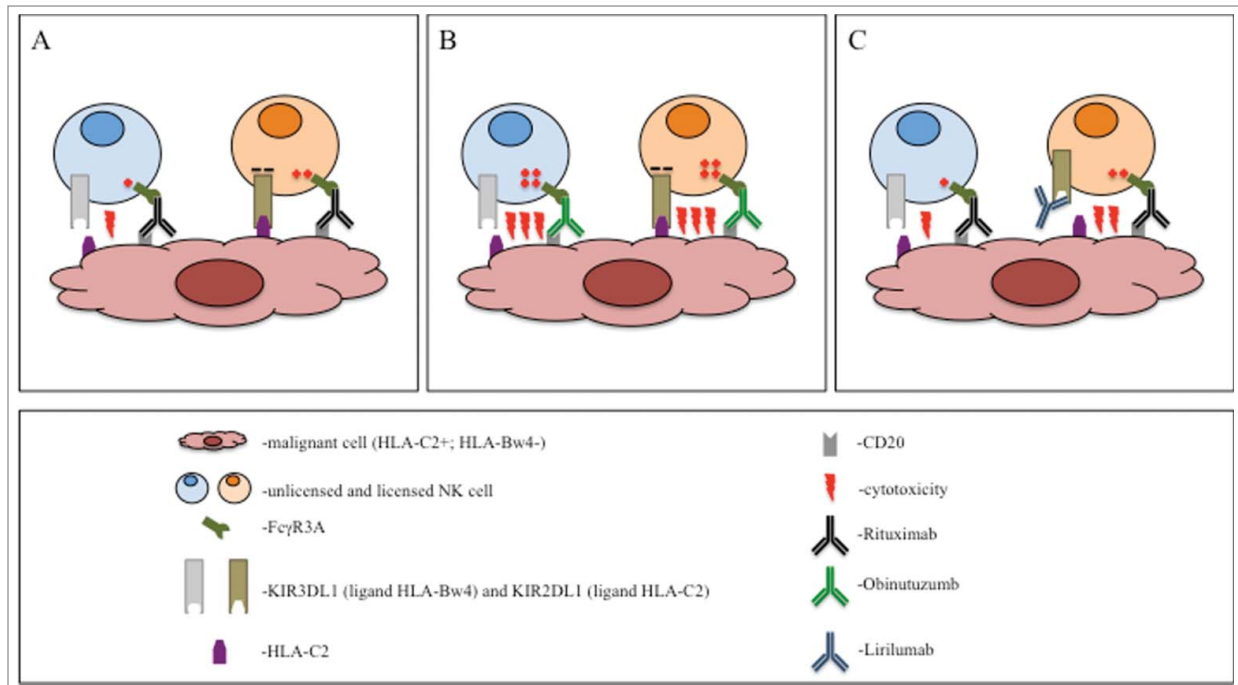 A
B
C
-malignant cell (HLA-C2+; HLA-Bw4-)
-unlicensed and licensed NK cell
-FcγR3A
-KIR3DL1 (ligand HLA-Bw4) and KIR2DL1 (ligand HLA-C2)
-HLA-C2
-CD20
-cytotoxicity
-Rituximab
-Obinutuzumb
-Lirilumab